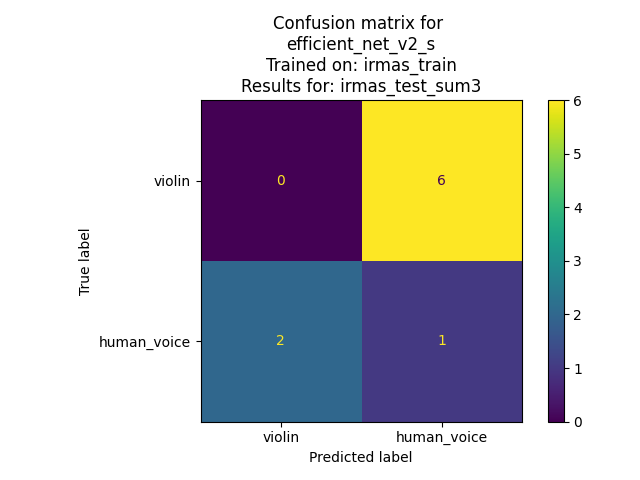 Confusion matrix for
efficient_net_v2_s
Trained on: irmas_train
Results for: irmas_test_sum3
violin
human_voice
True label
0
6
2
1
violin
human_voice
Predicted label
6
5
4
3
2
1
0